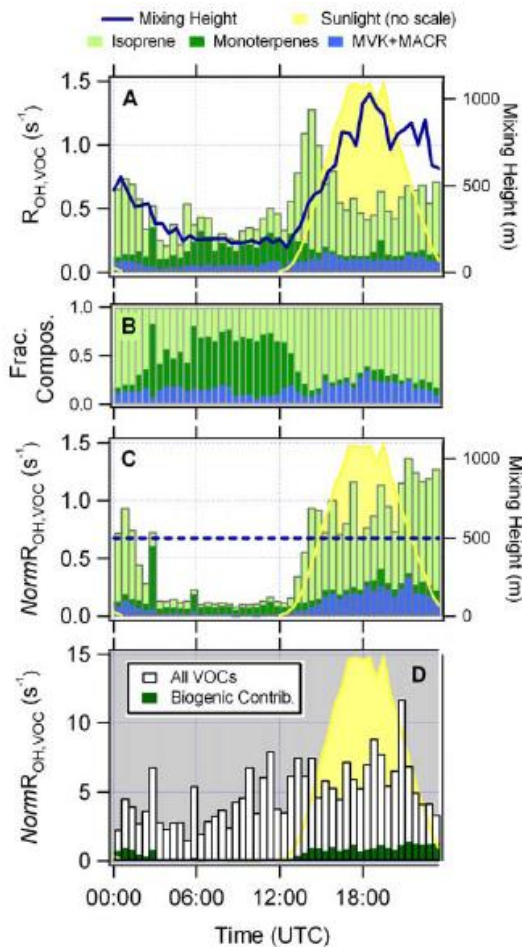 Mixing Height Sunlight (no scale)
Isoprene Monoterpenes MVK+MACR
A
1.5
1.0
0.5
0.0
R_OH,VOC (s⁻¹)
1000
500
0
Mixing Height (m)
B
1.0
0.5
0.0
Frac. Compos.
C
1.5
1.0
0.5
0.0
NormR_OH,VOC (s⁻¹)
1000
500
0
Mixing Height (m)
D
All VOCs
Biogenic Contrib.
15
10
5
0
NormR_OH,VOC (s⁻¹)
00:00 06:00 12:00 18:00
Time (UTC)